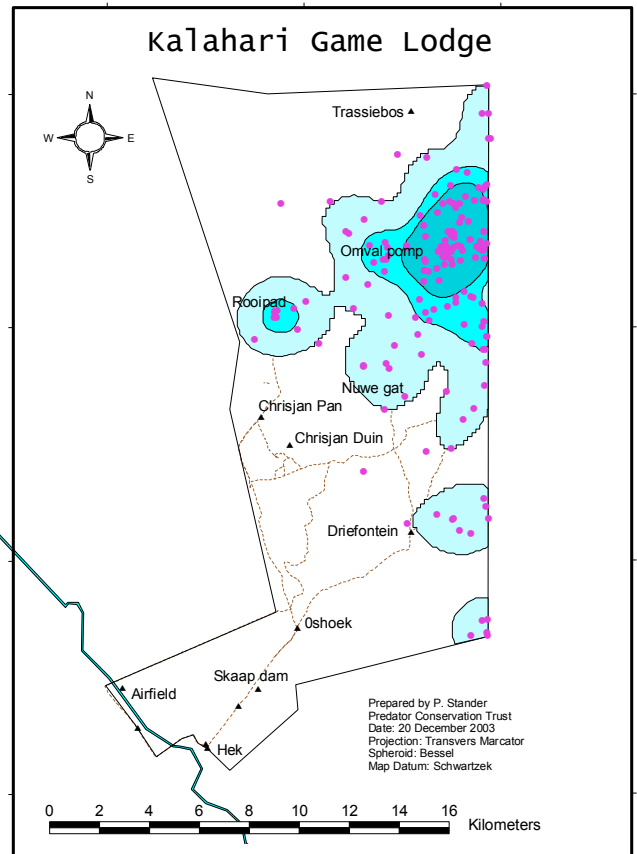 Kalahari Game Lodge
N
W
E
S
Trassiebos
Omval pomp
Rooipad
Nuwe gat
Chrisjan Pan
Chrisjan Duin
Driefontein
0shoek
Skaap dam
Airfield
Hek
Prepared by P. Stander
Predator Conservation Trust
Date: 20 December 2003
Projection: Transvers Marcator
Spheroid: Bessel
Map Datum: Schwartzek
0 2 4 6 8 10 12 14 16
Kilometers